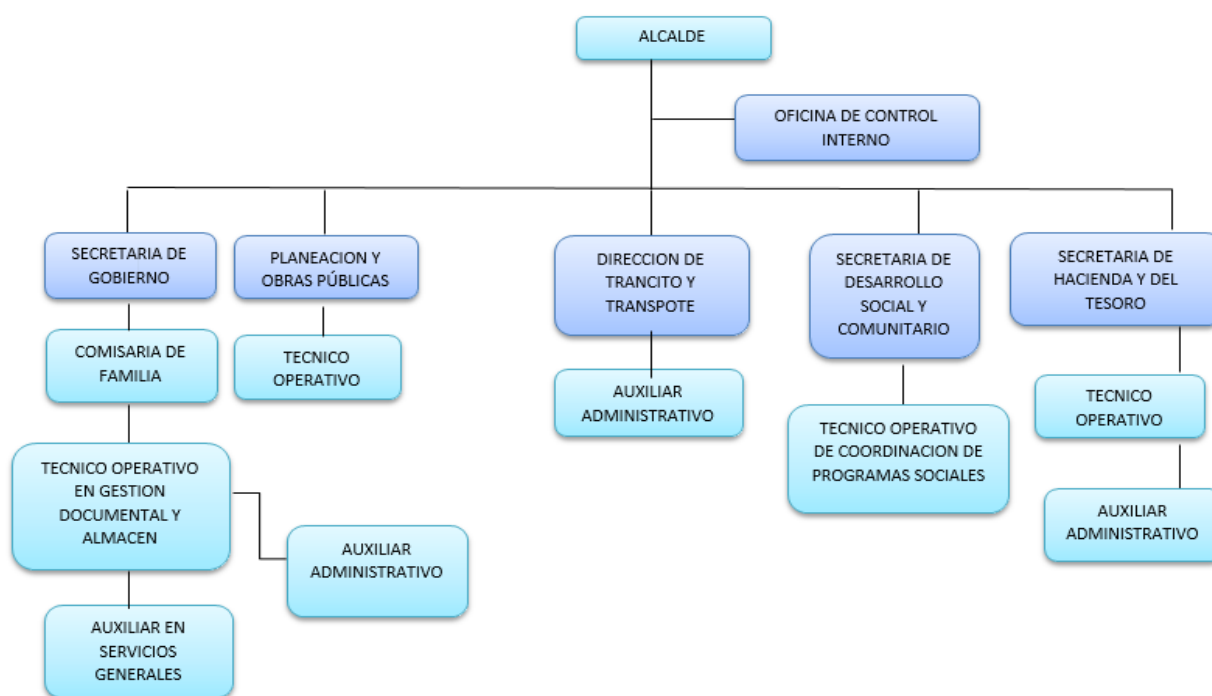 ALCALDE
OFICINA DE CONTROL
INTERNO
SECRETARIA DE
GOBIERNO
PLANEACION Y
OBRAS PÚBLICAS
DIRECCION DE
TRANCITO Y
TRANSPOTE
SECRETARIA DE
DESARROLLO
SOCIAL Y
COMUNITARIO
SECRETARIA DE
HACIENDA Y DEL
TESORO
COMISARIA DE
FAMILIA
TECNICO
OPERATIVO
AUXILIAR
ADMINISTRATIVO
TECNICO OPERATIVO
DE COORDINACION DE
PROGRAMAS SOCIALES
TECNICO
OPERATIVO
TECNICO OPERATIVO
EN GESTION
DOCUMENTAL Y
ALMACEN
AUXILIAR
ADMINISTRATIVO
AUXILIAR
ADMINISTRATIVO
AUXILIAR EN
SERVICIOS
GENERALES